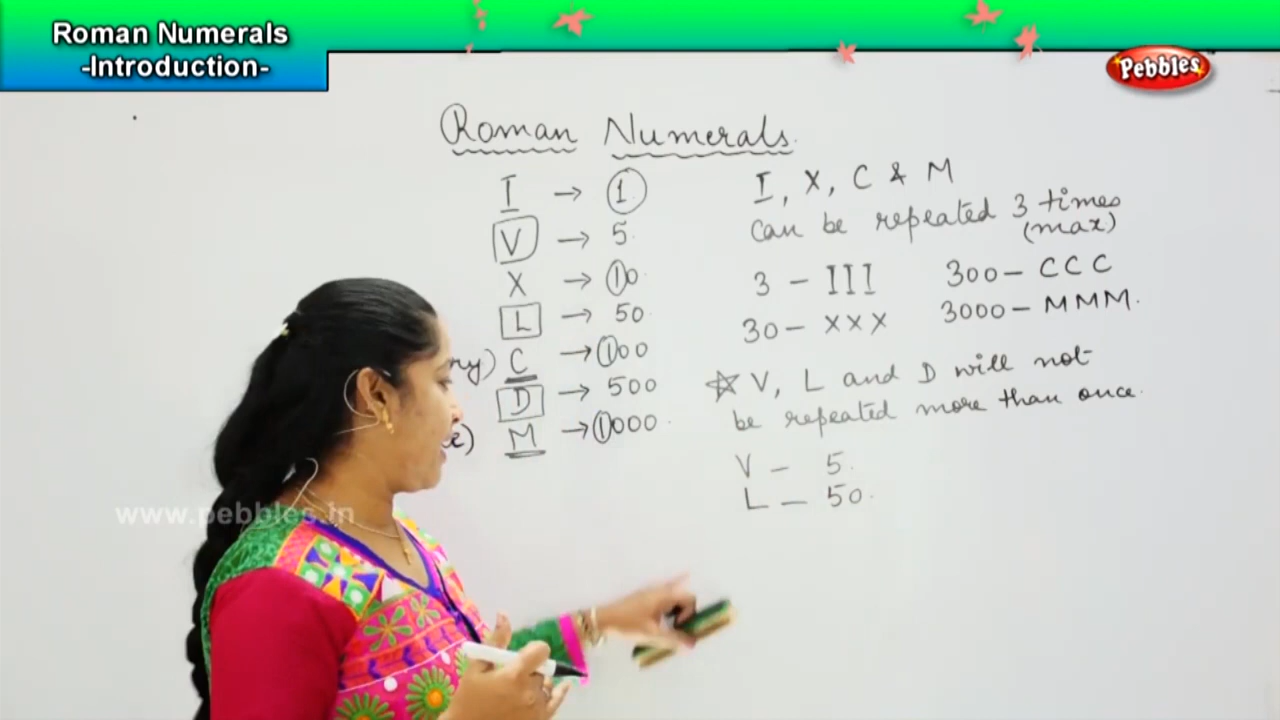 Roman Numerals
-Introduction-
Pebbles
Roman Numerals.
I → 1.
V → 5.
X → 10.
L → 50.
C → 100
D → 500
M → 1000.
I, X, C & M
can be repeated 3 times
(max)
3 - III
300 - CCC
30 - XXX
3000 - MMM.
☆ V, L and D will not
be repeated more than once.
V - 5.
L - 50.
www.pebbles.in